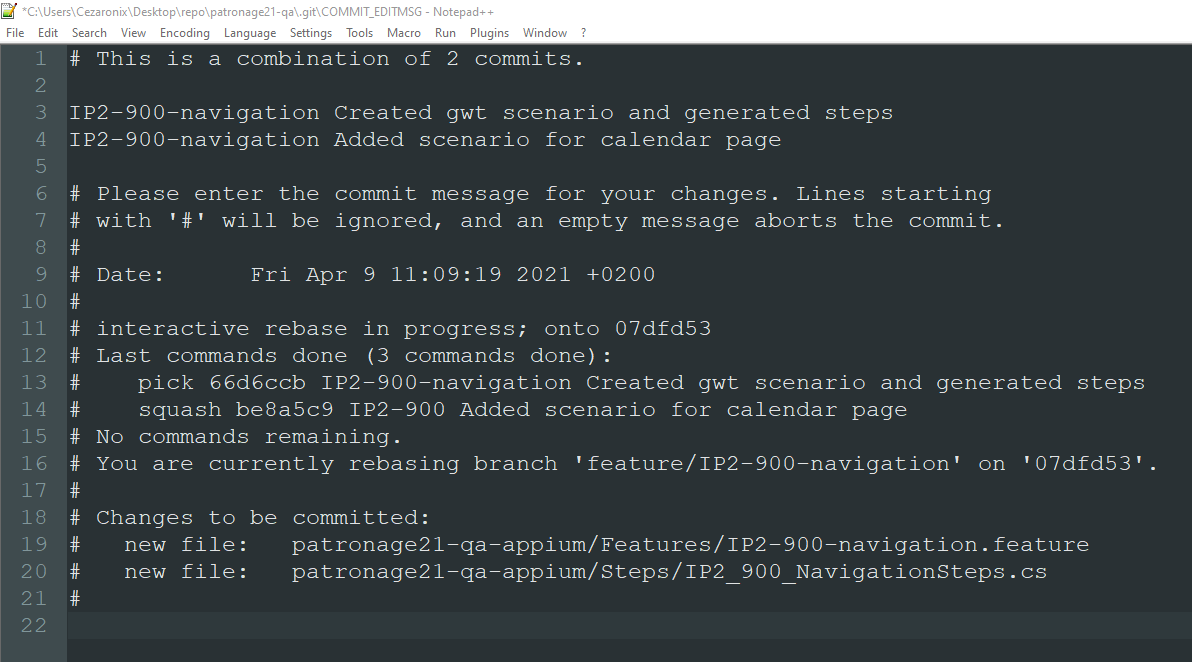 *C:\Users\Cezaronix\Desktop\repo\patronage21-qa\.git\COMMIT_EDITMSG - Notepad++
File Edit Search View Encoding Language Settings Tools Macro Run Plugins Window ?
1 # This is a combination of 2 commits.
2
3 IP2-900-navigation Created gwt scenario and generated steps
4 IP2-900-navigation Added scenario for calendar page
5
6 # Please enter the commit message for your changes. Lines starting
7 # with '#' will be ignored, and an empty message aborts the commit.
8 #
9 # Date:      Fri Apr 9 11:09:19 2021 +0200
10 #
11 # interactive rebase in progress; onto 07dfd53
12 # Last commands done (3 commands done):
13 #    pick 66d6ccb IP2-900-navigation Created gwt scenario and generated steps
14 #    squash be8a5c9 IP2-900 Added scenario for calendar page
15 # No commands remaining.
16 # You are currently rebasing branch 'feature/IP2-900-navigation' on '07dfd53'.
17 #
18 # Changes to be committed:
19 #   new file:   patronage21-qa-appium/Features/IP2-900-navigation.feature
20 #   new file:   patronage21-qa-appium/Steps/IP2_900_NavigationSteps.cs
21 #
22